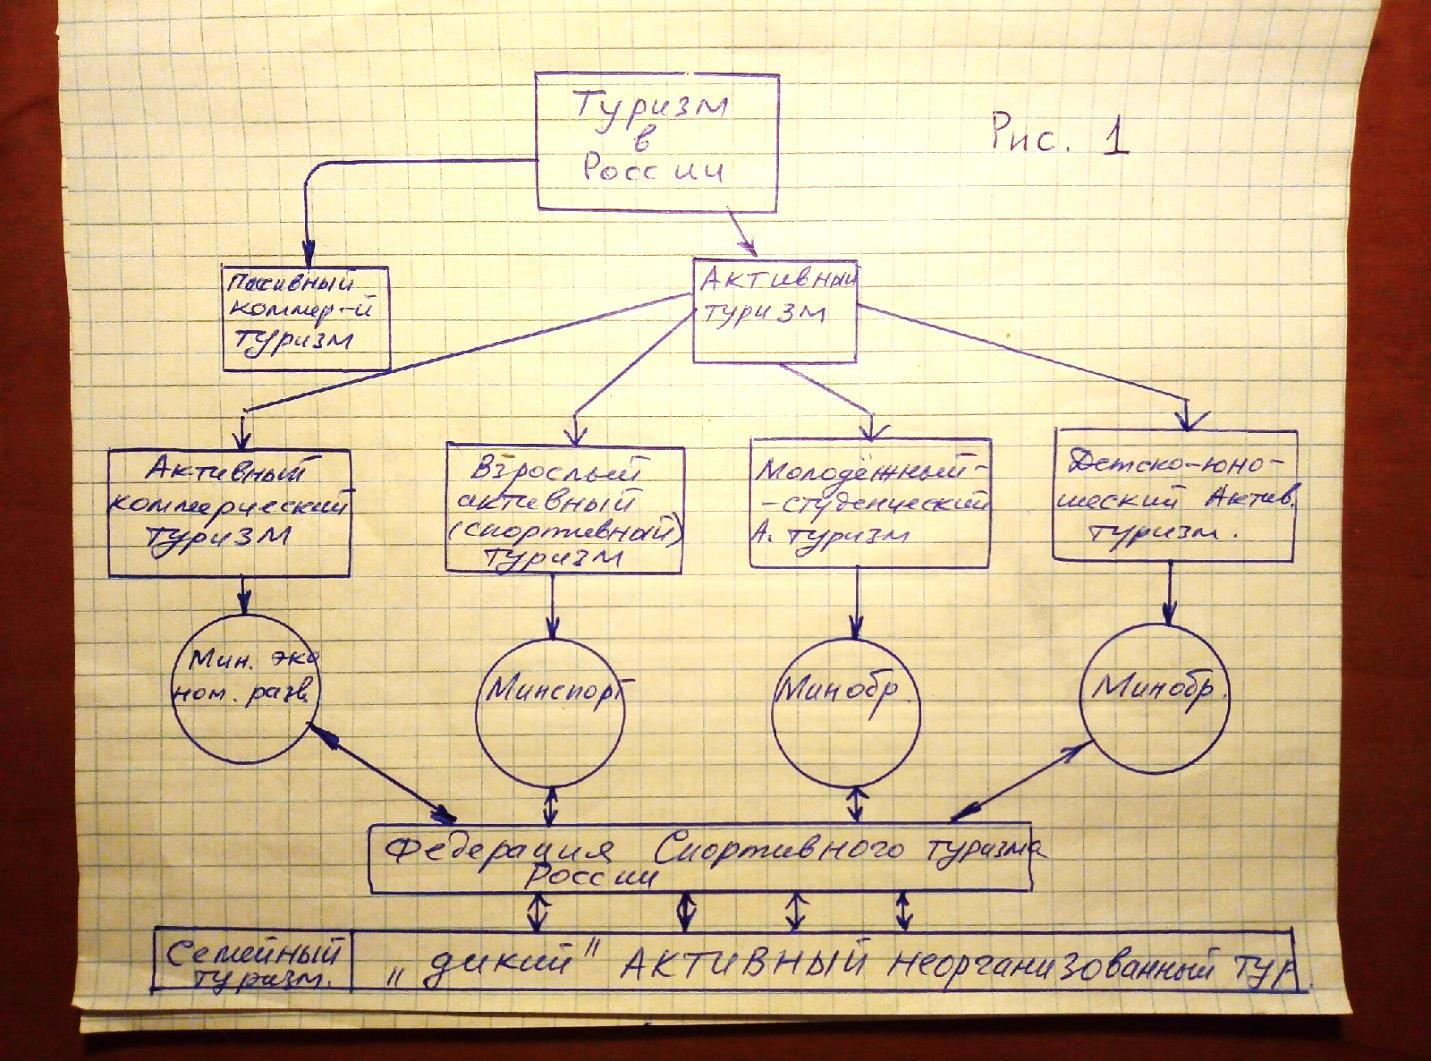 Туризм
в
России
Рис. 1
Пассивный
коммер-й
туризм
Активный
туризм
Активный
коммерческий
туризм
Взрослый
активный
(спортивный)
туризм
Молодёжный-
-студенческий
А. туризм
Детско-юно-
шеский Актив.
туризм.
Мин. эко
ном. разв
Минспорт
Минобр
Минобр.
Федерация Спортивного туризма
России
Семейный
туризм.
„дикий" АКТИВНЫЙ неорганизованный ТУР